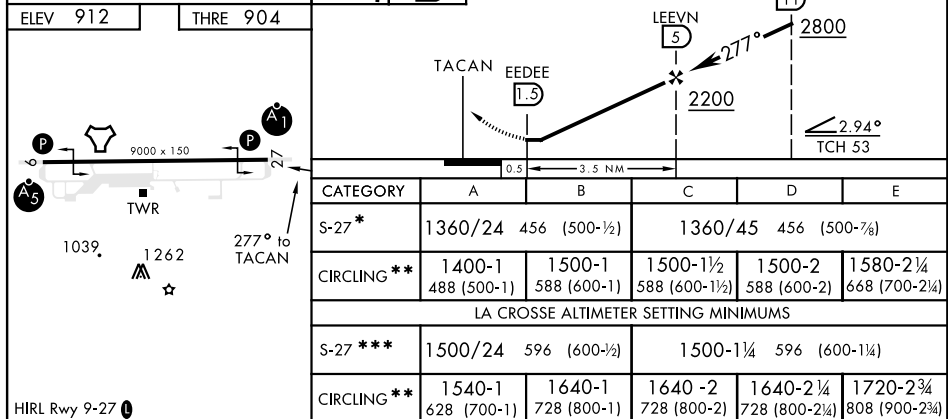 ELEV 912
THRE 904
LEEVN
5
11
2800
277°
TACAN
EEDEE
1.5
2200
2.94°
TCH 53
0.5
3.5 NM
A1
P
P
9000 x 150
9
27
A5
TWR
1039
1262
277° to
TACAN
HIRL Rwy 9-27 L
CATEGORY A B C D E
S-27* 1360/24 456 (500-½) 1360/45 456 (500-⅞)
CIRCLING** 1400-1 1500-1 1500-1½ 1500-2 1580-2¼
488 (500-1) 588 (600-1) 588 (600-1½) 588 (600-2) 668 (700-2¼)
LA CROSSE ALTIMETER SETTING MINIMUMS
S-27*** 1500/24 596 (600-½) 1500-1¼ 596 (600-1¼)
CIRCLING** 1540-1 1640-1 1640-2 1640-2¼ 1720-2¾
628 (700-1) 728 (800-1) 728 (800-2) 728 (800-2¼) 808 (900-2¾)